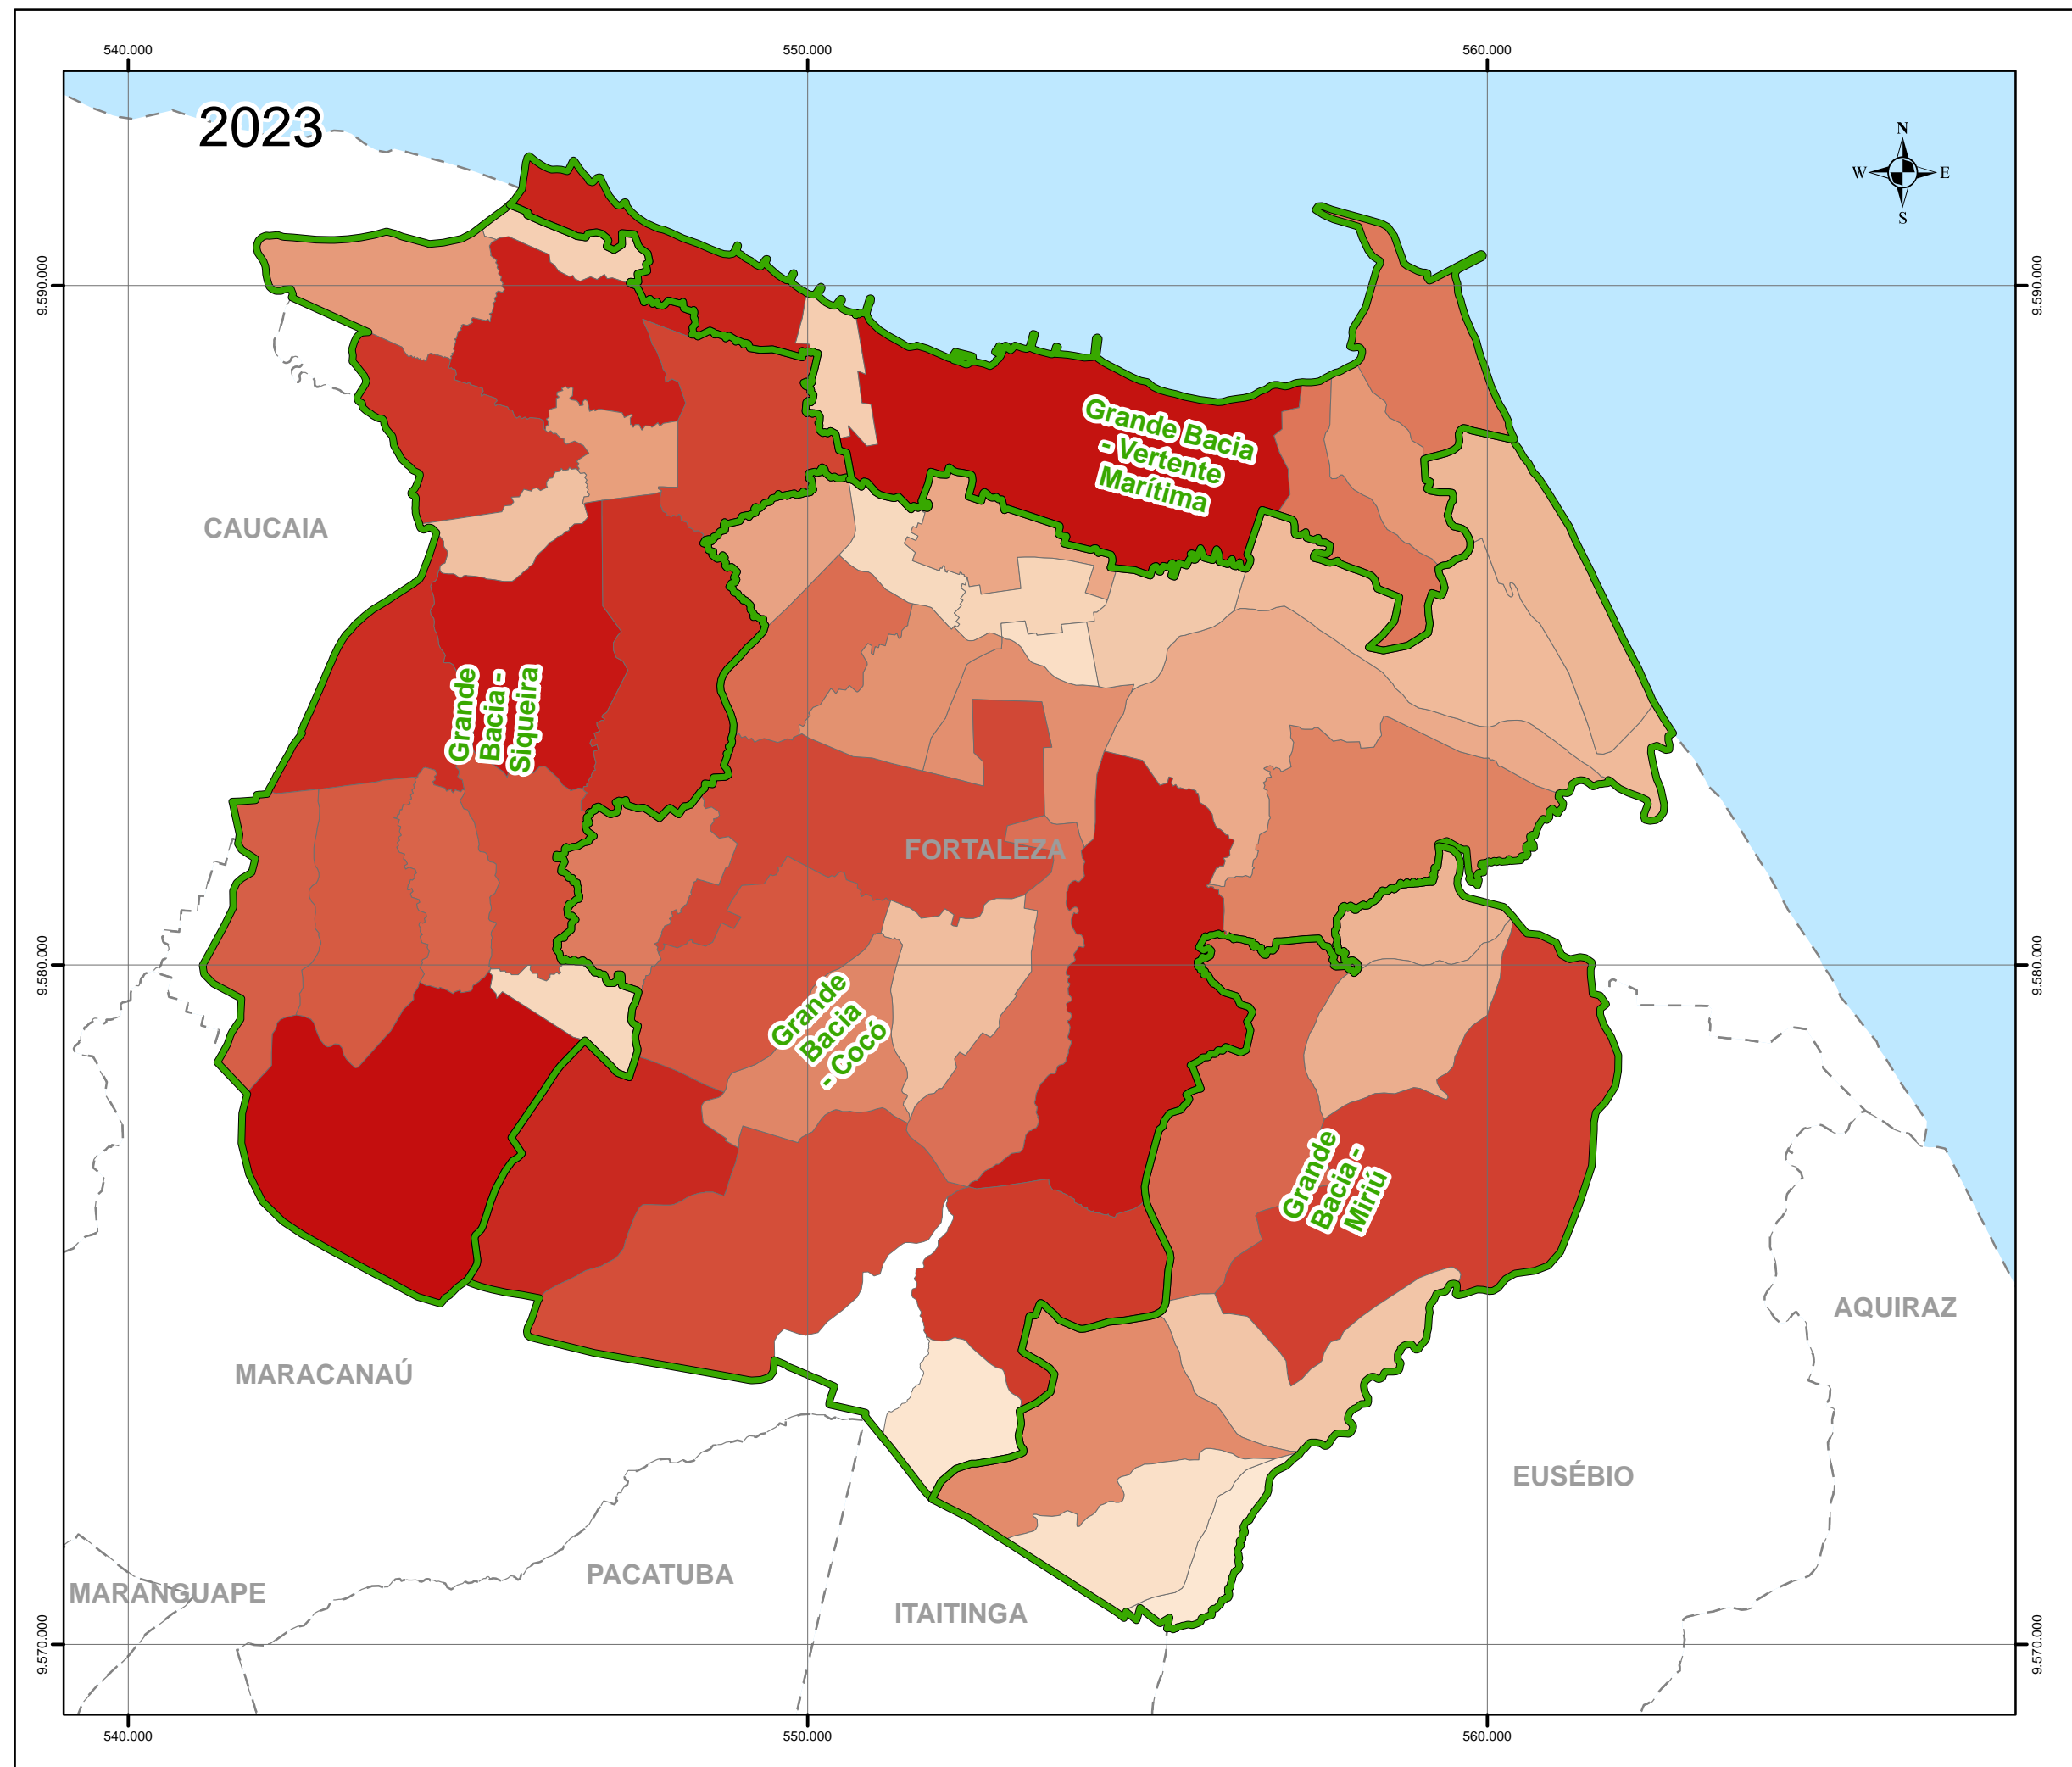 540.000
550.000
560.000
2023
N
W
E
S
9.590.000
9.590.000
Grande Bacia
- Vertente
Marítima
CAUCAIA
Grande
Bacia -
Siqueira
FORTALEZA
9.580.000
9.580.000
Grande
Bacia
- Cocó
Grande
Bacia -
Miriú
AQUIRAZ
MARACANAÚ
EUSÉBIO
PACATUBA
MARANGUAPE
ITAITINGA
9.570.000
9.570.000
540.000
550.000
560.000